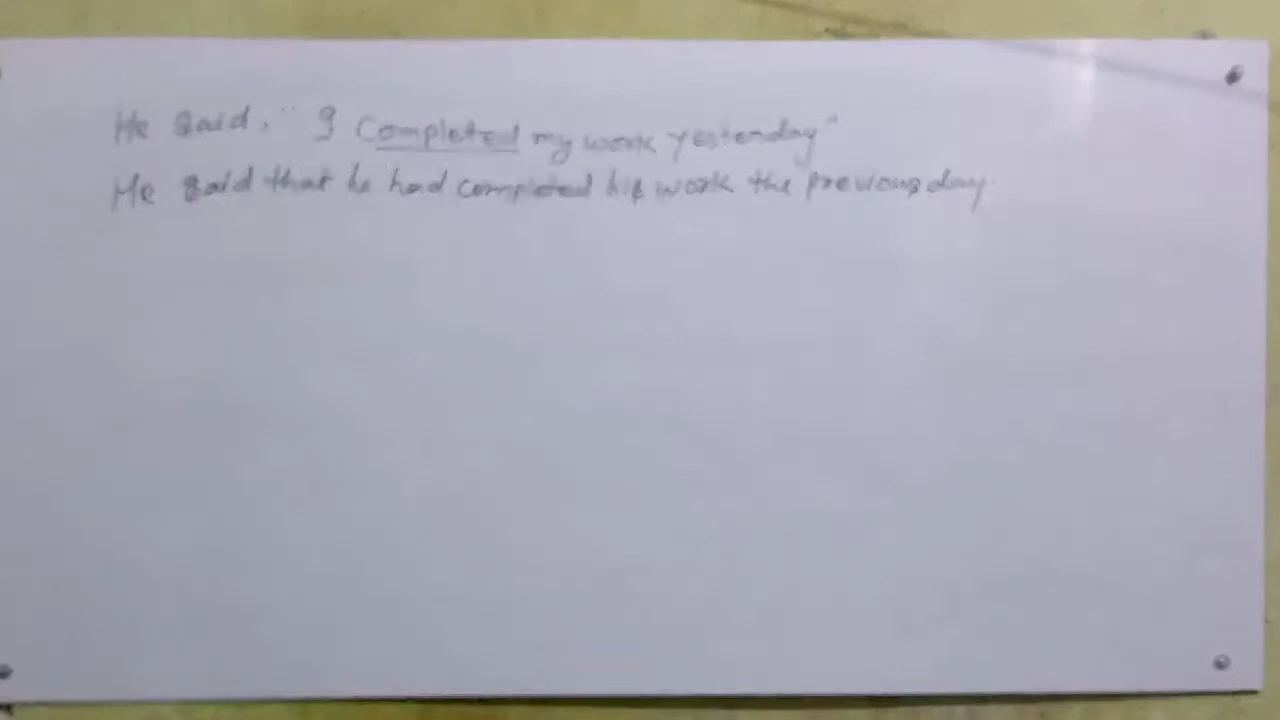 He said, "I completed my work yesterday"
He said that he had completed his work the previous day.